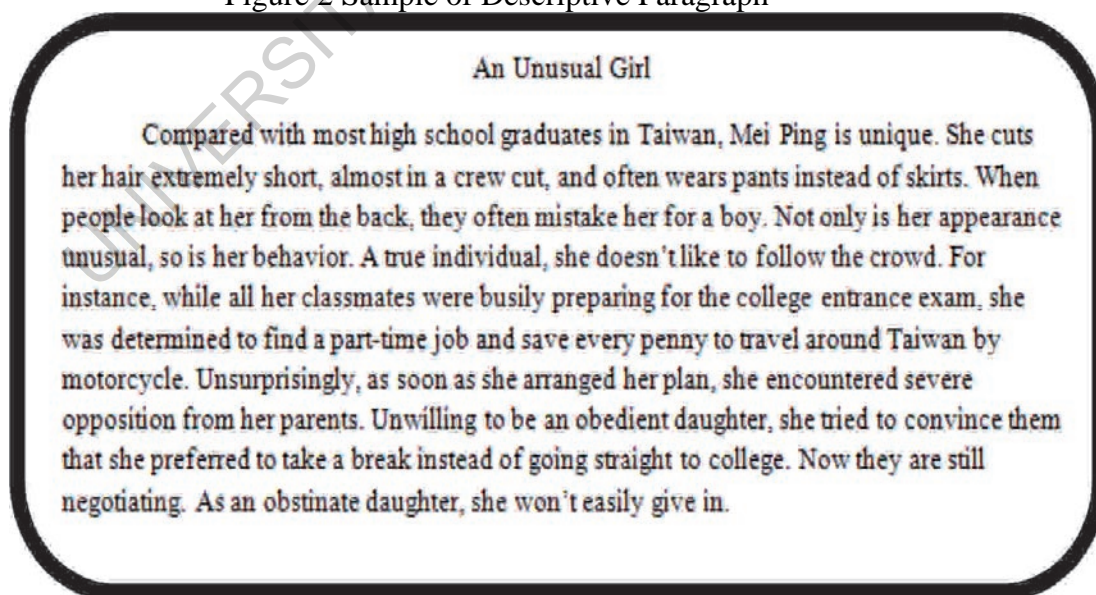 Figure 2 Sample of Descriptive Paragraph
UNIVERSITA
An Unusual Girl
Compared with most high school graduates in Taiwan, Mei Ping is unique. She cuts
her hair extremely short, almost in a crew cut, and often wears pants instead of skirts. When
people look at her from the back, they often mistake her for a boy. Not only is her appearance
unusual, so is her behavior. A true individual, she doesn't like to follow the crowd. For
instance, while all her classmates were busily preparing for the college entrance exam, she
was determined to find a part-time job and save every penny to travel around Taiwan by
motorcycle. Unsurprisingly, as soon as she arranged her plan, she encountered severe
opposition from her parents. Unwilling to be an obedient daughter, she tried to convince them
that she preferred to take a break instead of going straight to college. Now they are still
negotiating. As an obstinate daughter, she won't easily give in.